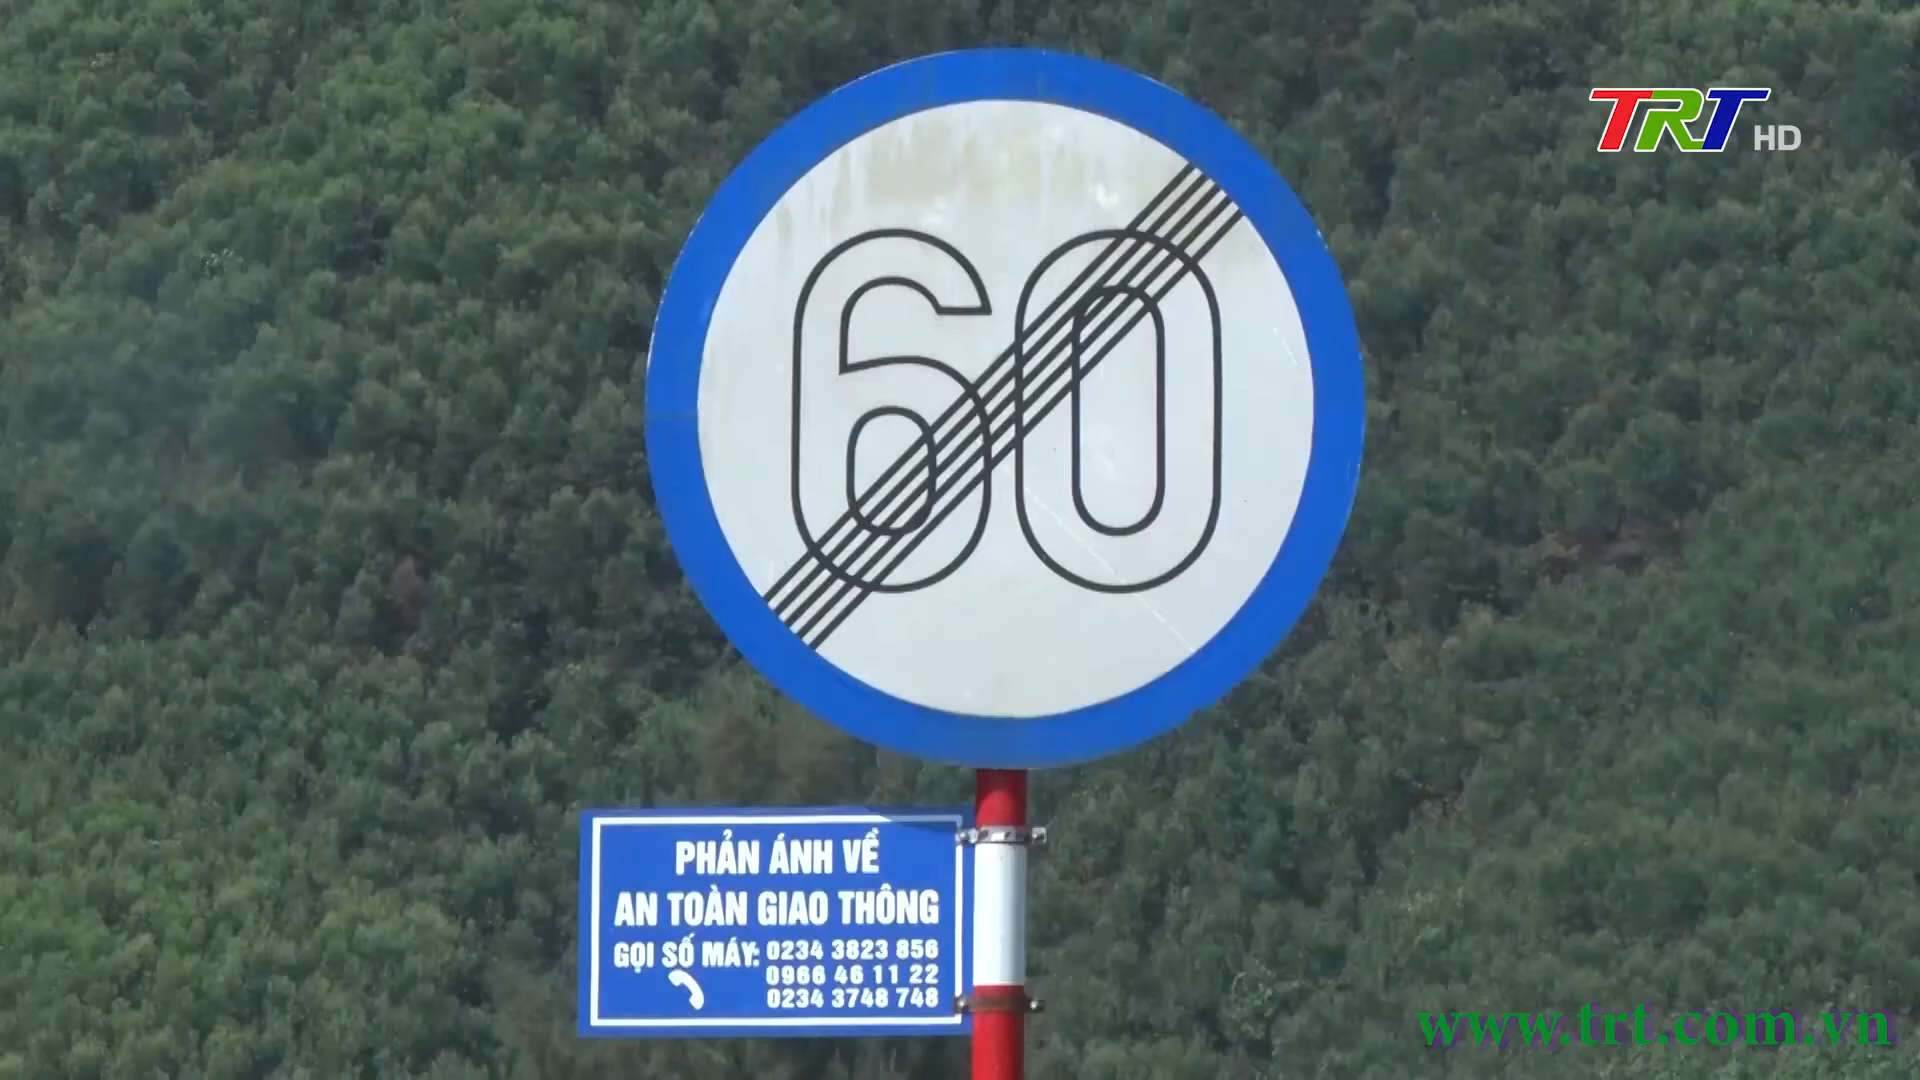 TRT HD
60
PHẢN ÁNH VỀ
AN TOÀN GIAO THÔNG
GỌI SỐ MÁY: 0234 3823 856
0966 46 11 22
0234 3748 748
www.trt.com.vn